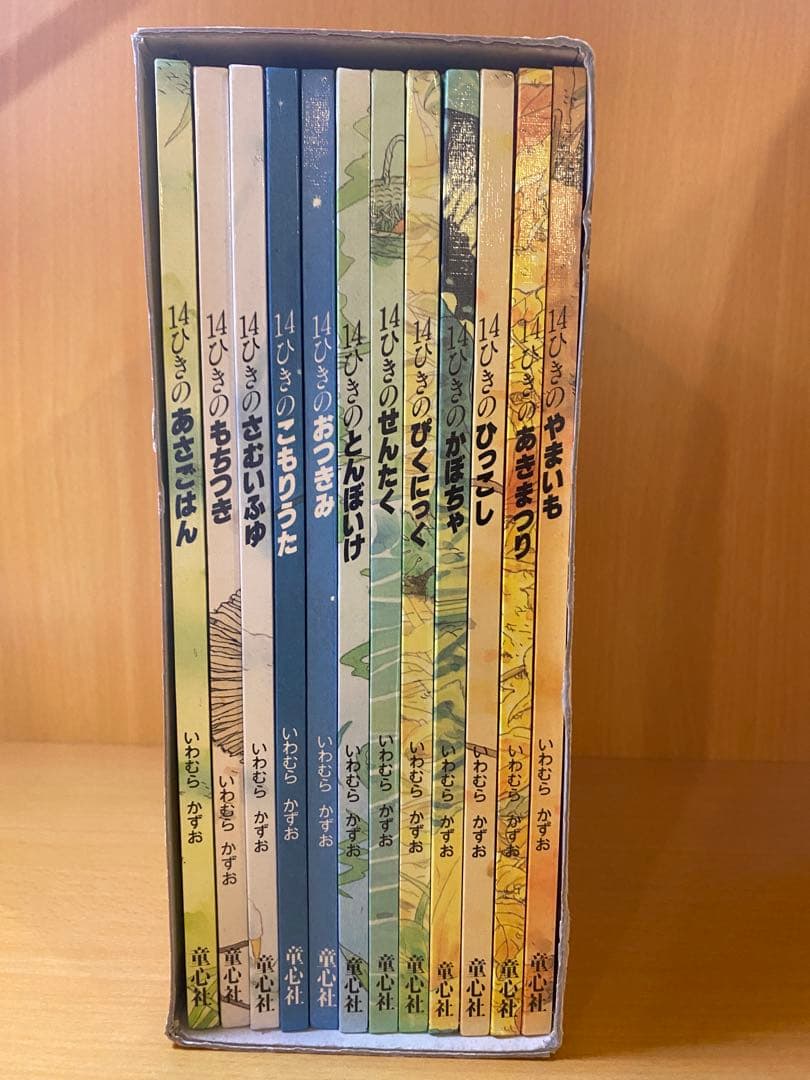 14ひきのあさごはん
いわむら かずお
童心社
14ひきのもちつき
いわむら かずお
童心社
14ひきのさむいふゆ
いわむら かずお
童心社
14ひきのこもりうた
いわむら かずお
童心社
14ひきのおつきみ
いわむら かずお
童心社
14ひきのとんぼいけ
いわむら かずお
童心社
14ひきのせんたく
いわむら かずお
童心社
14ひきのぴくにっく
いわむら かずお
童心社
14ひきのかぼちゃ
いわむら かずお
童心社
14ひきのひっこし
いわむら かずお
童心社
14ひきのあきまつり
いわむら かずお
童心社
14ひきのやまいも
いわむら かずお
童心社